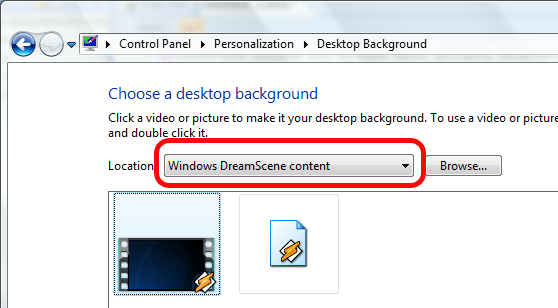 Control Panel Personalization Desktop Background
Choose a desktop background
Click a video or picture to make it your desktop background. To use a video or picture
and double click it.
Location: Windows DreamScene content Browse...